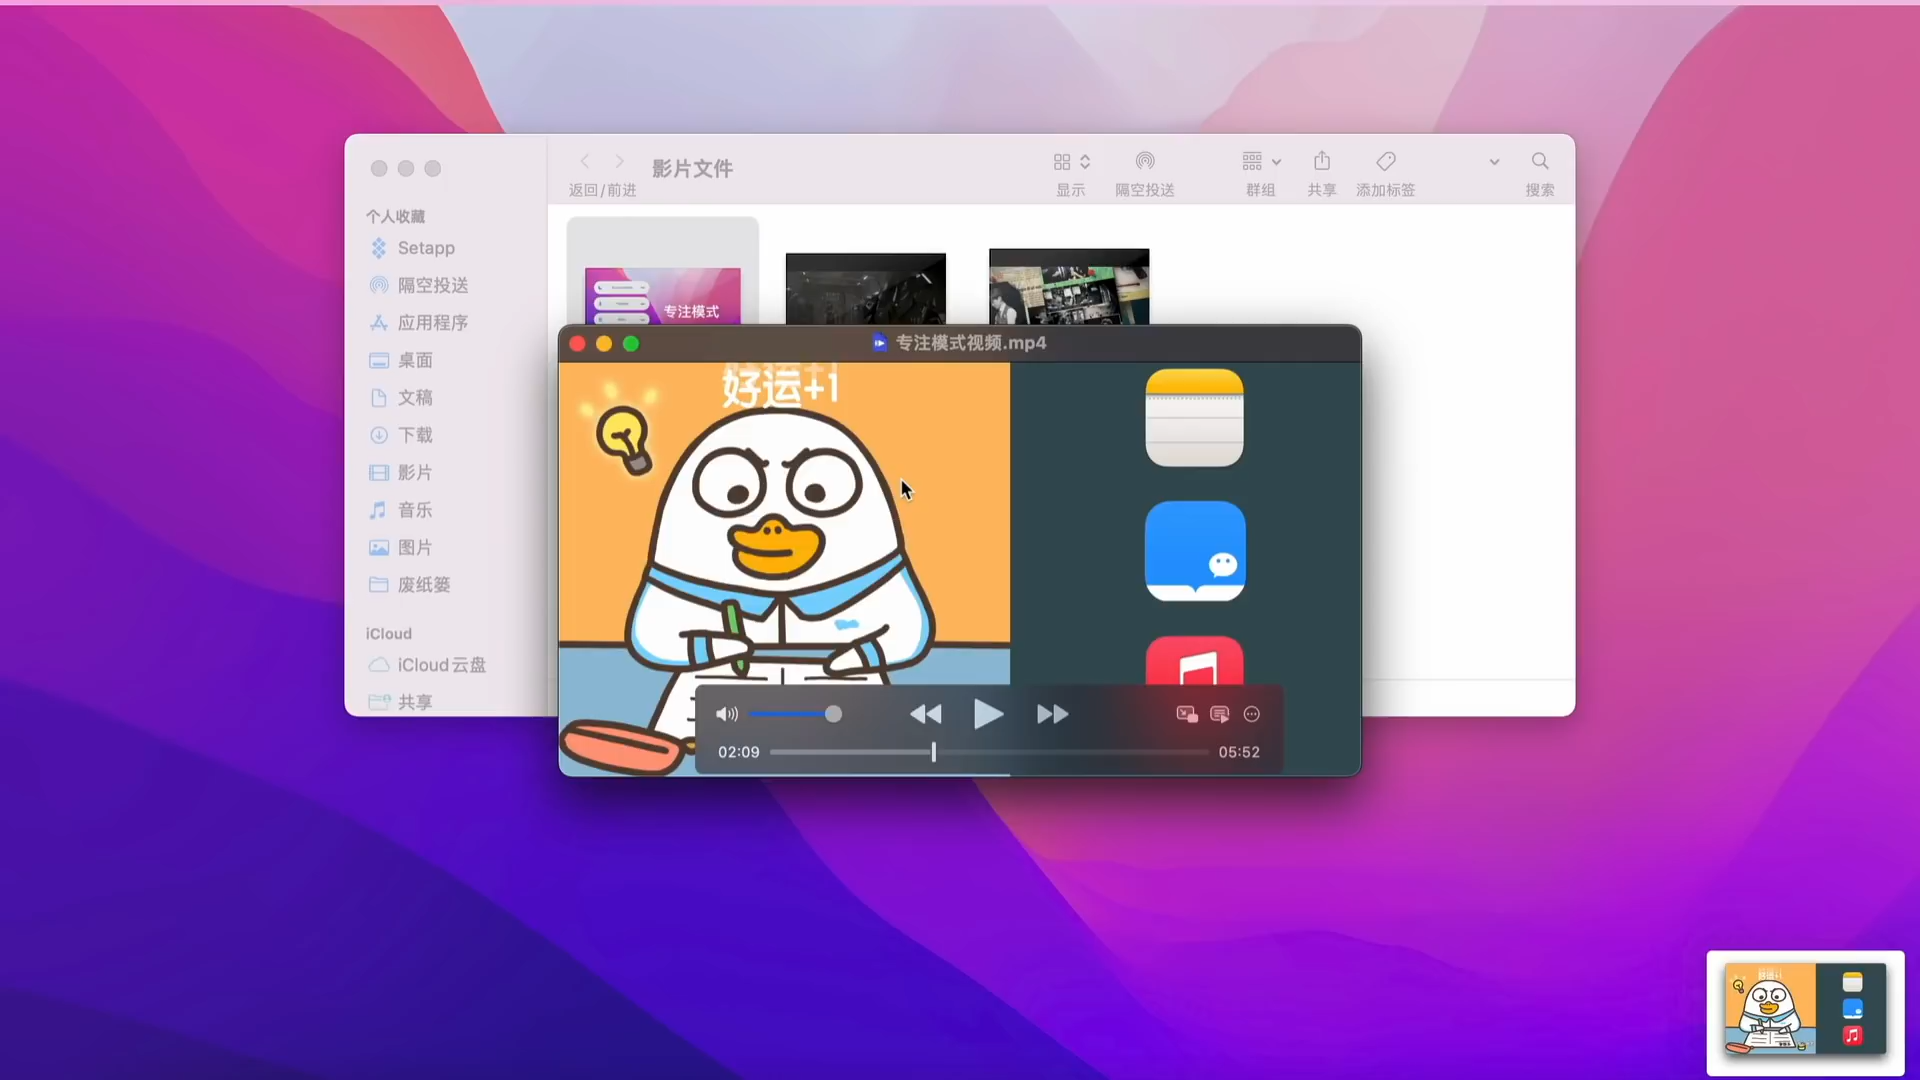 影片文件
返回/前进
显示
隔空投送
群组
共享
添加标签
搜索
个人收藏
Setapp
隔空投送
应用程序
桌面
文稿
下载
影片
音乐
图片
废纸篓
iCloud
iCloud云盘
共享
专注模式
专注模式视频.mp4
好运+1
02:09
05:52
好运+1